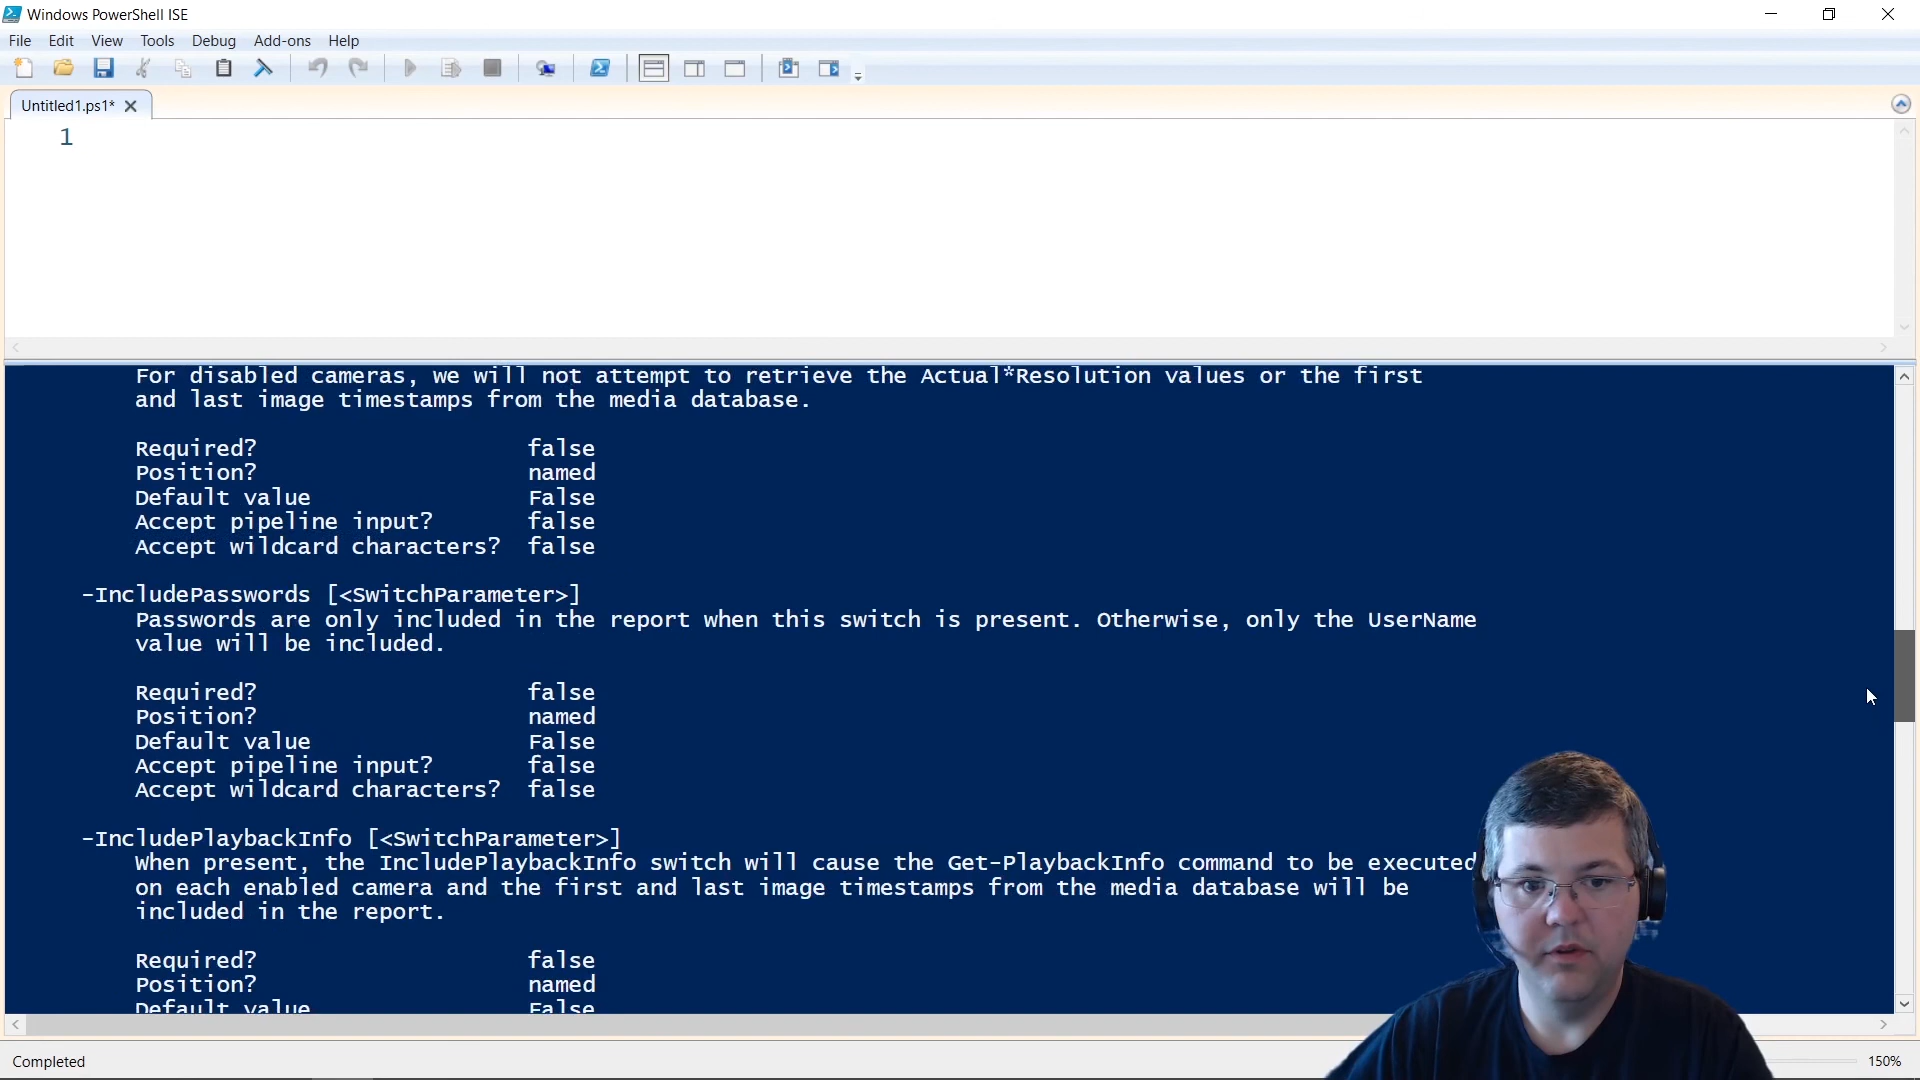 Windows PowerShell ISE
File Edit View Tools Debug Add-ons Help
Untitled1.ps1*
1
For disabled cameras, we will not attempt to retrieve the Actual*Resolution values or the first
and last image timestamps from the media database.
Required? false
Position? named
Default value False
Accept pipeline input? false
Accept wildcard characters? false
-IncludePasswords [<SwitchParameter>]
Passwords are only included in the report when this switch is present. Otherwise, only the UserName
value will be included.
Required? false
Position? named
Default value False
Accept pipeline input? false
Accept wildcard characters? false
-IncludePlaybackInfo [<SwitchParameter>]
When present, the IncludePlaybackInfo switch will cause the Get-PlaybackInfo command to be executed
on each enabled camera and the first and last image timestamps from the media database will be
included in the report.
Required? false
Position? named
Default value False
Completed
150%